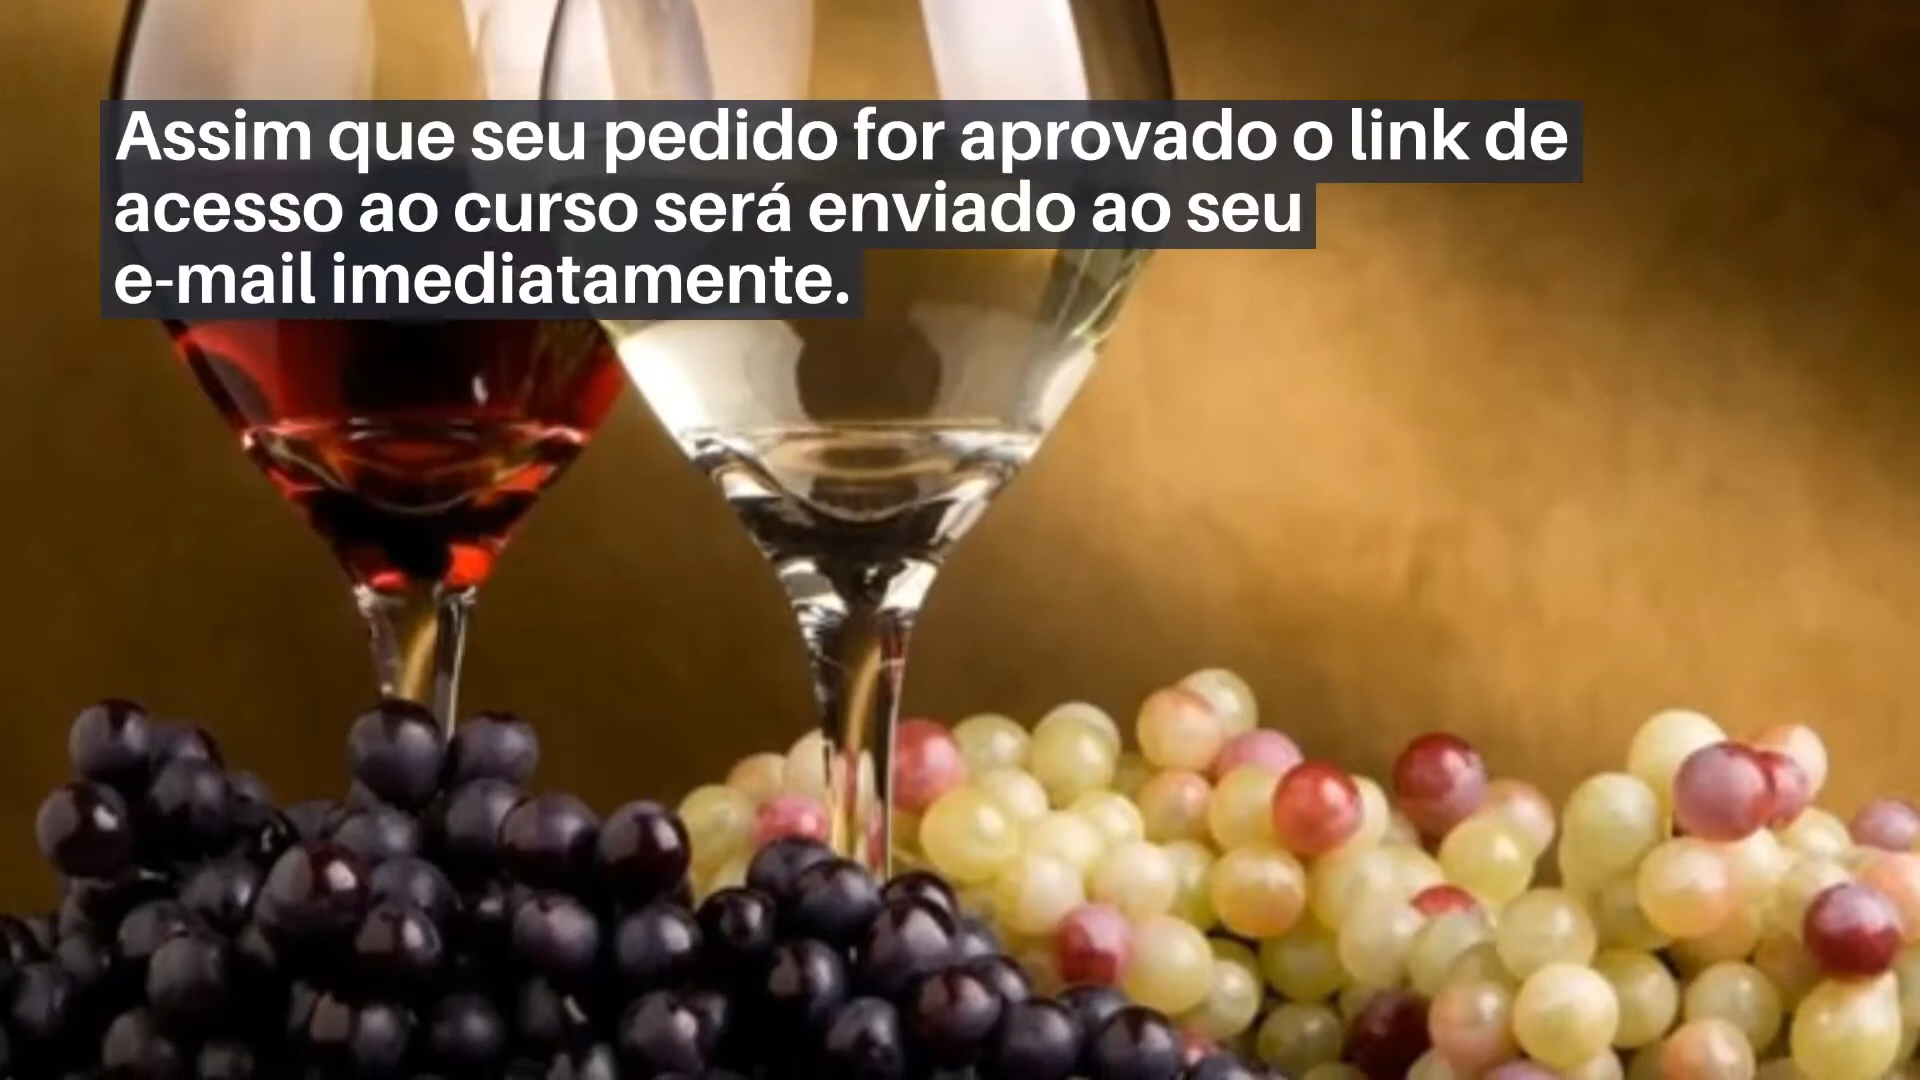 Assim que seu pedido for aprovado o link de
acesso ao curso será enviado ao seu
e-mail imediatamente.